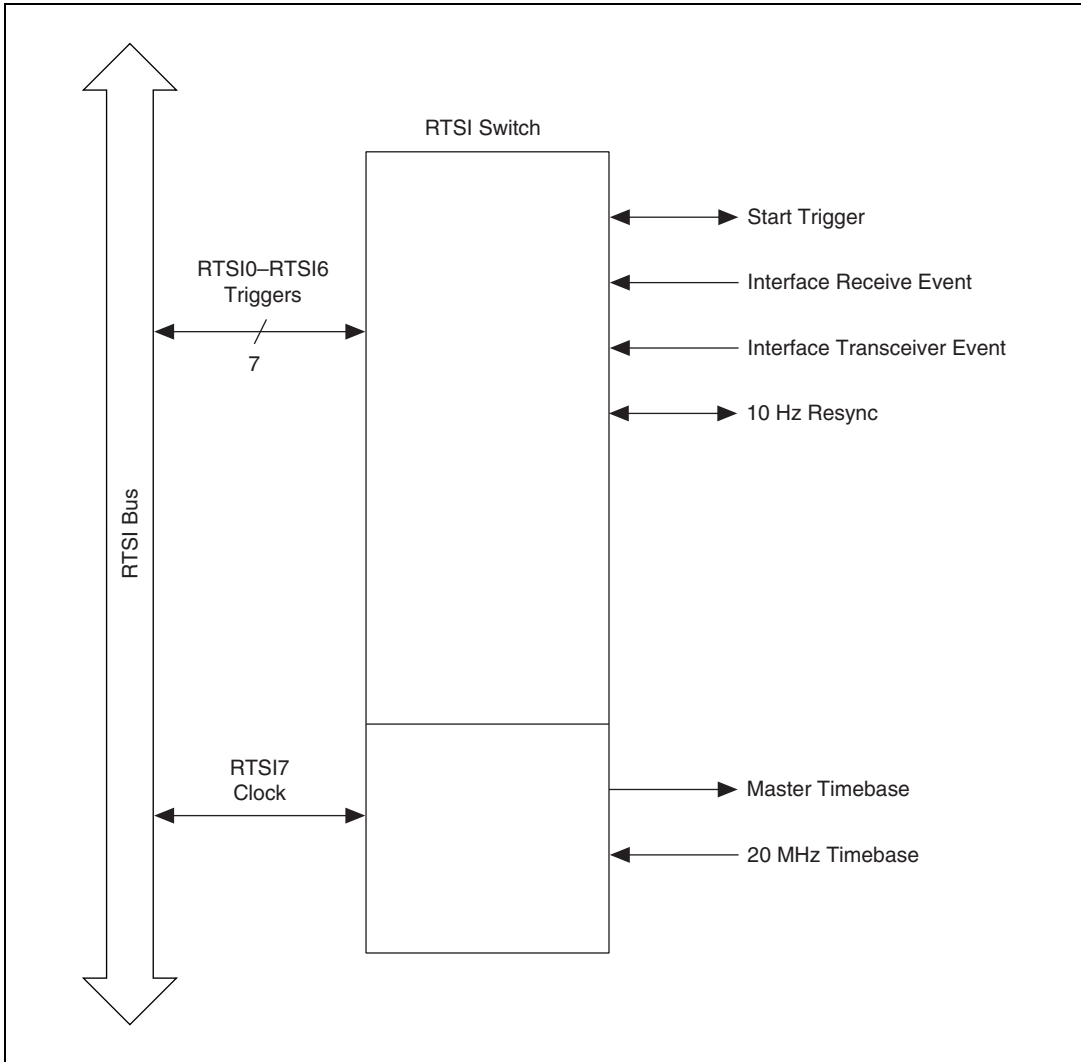 RTSI Switch
Start Trigger
RTSI0–RTSI6
Triggers
7
Interface Receive Event
Interface Transceiver Event
10 Hz Resync
RTSI Bus
RTSI7
Clock
Master Timebase
20 MHz Timebase